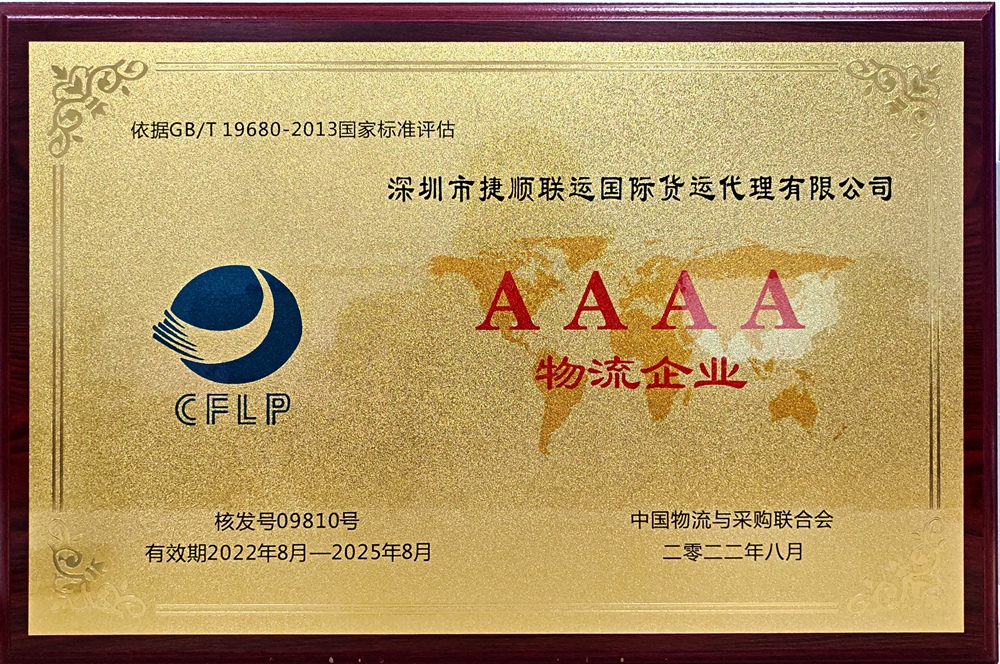 依据GB/T 19680-2013国家标准评估
深圳市捷顺联运国际货运代理有限公司
AAAA
物流企业
CFLP
核发号09810号
有效期2022年8月—2025年8月
中国物流与采购联合会
二零二二年八月